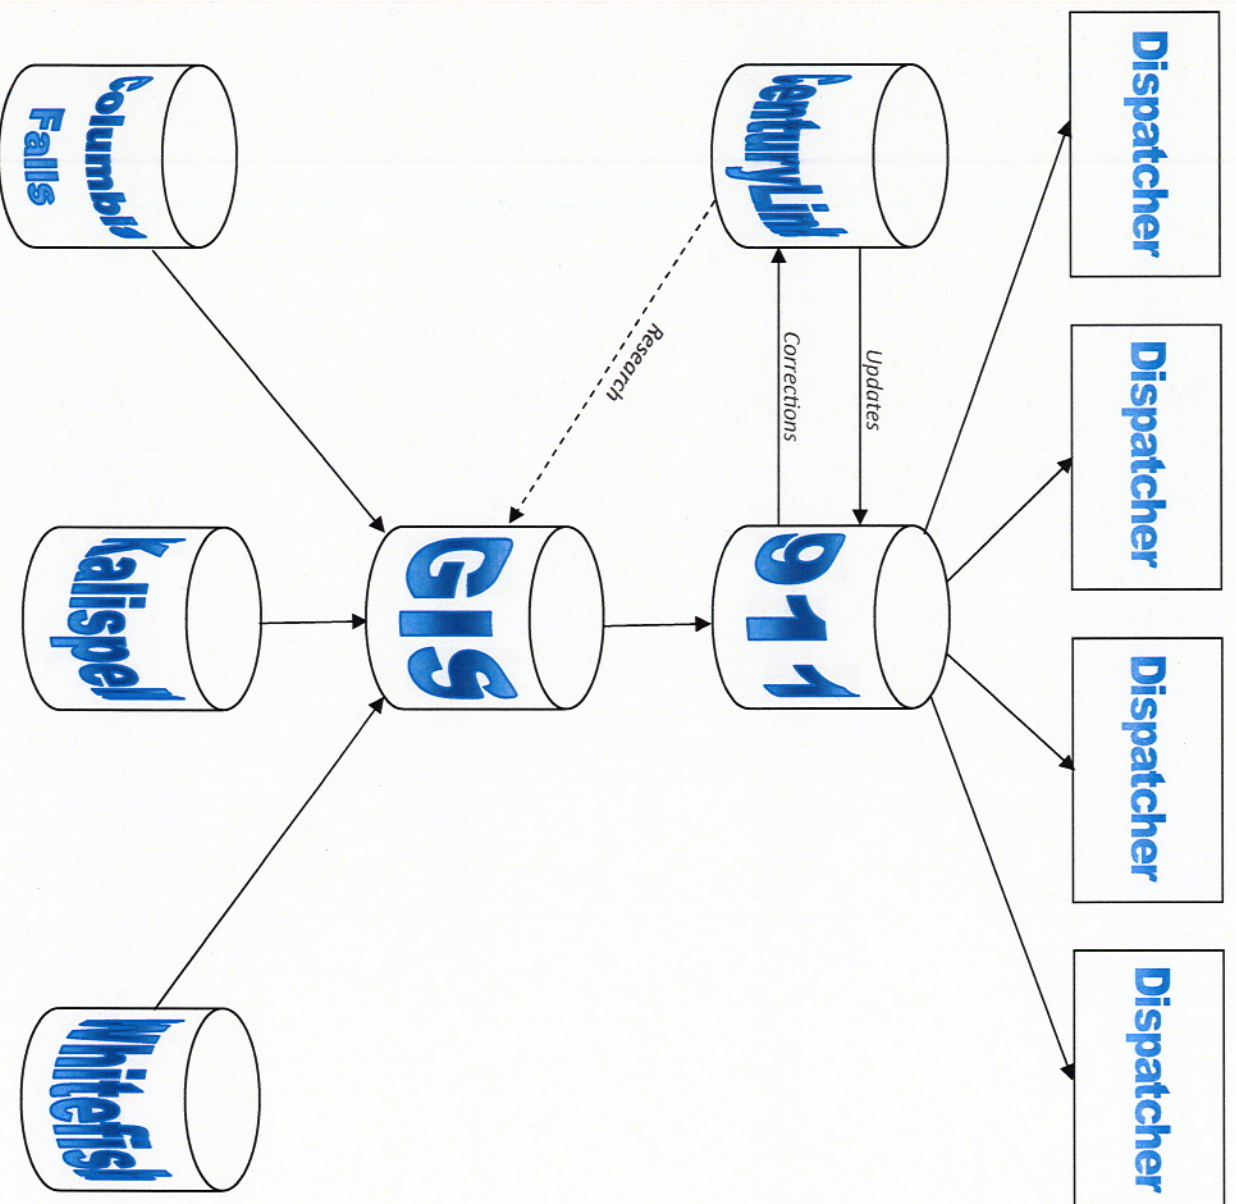 Dispatcher
Dispatcher
Dispatcher
Dispatcher
CenturyLink
Updates
Corrections
911
Research
GIS
Columbia
Falls
Kalispell
Whitefish